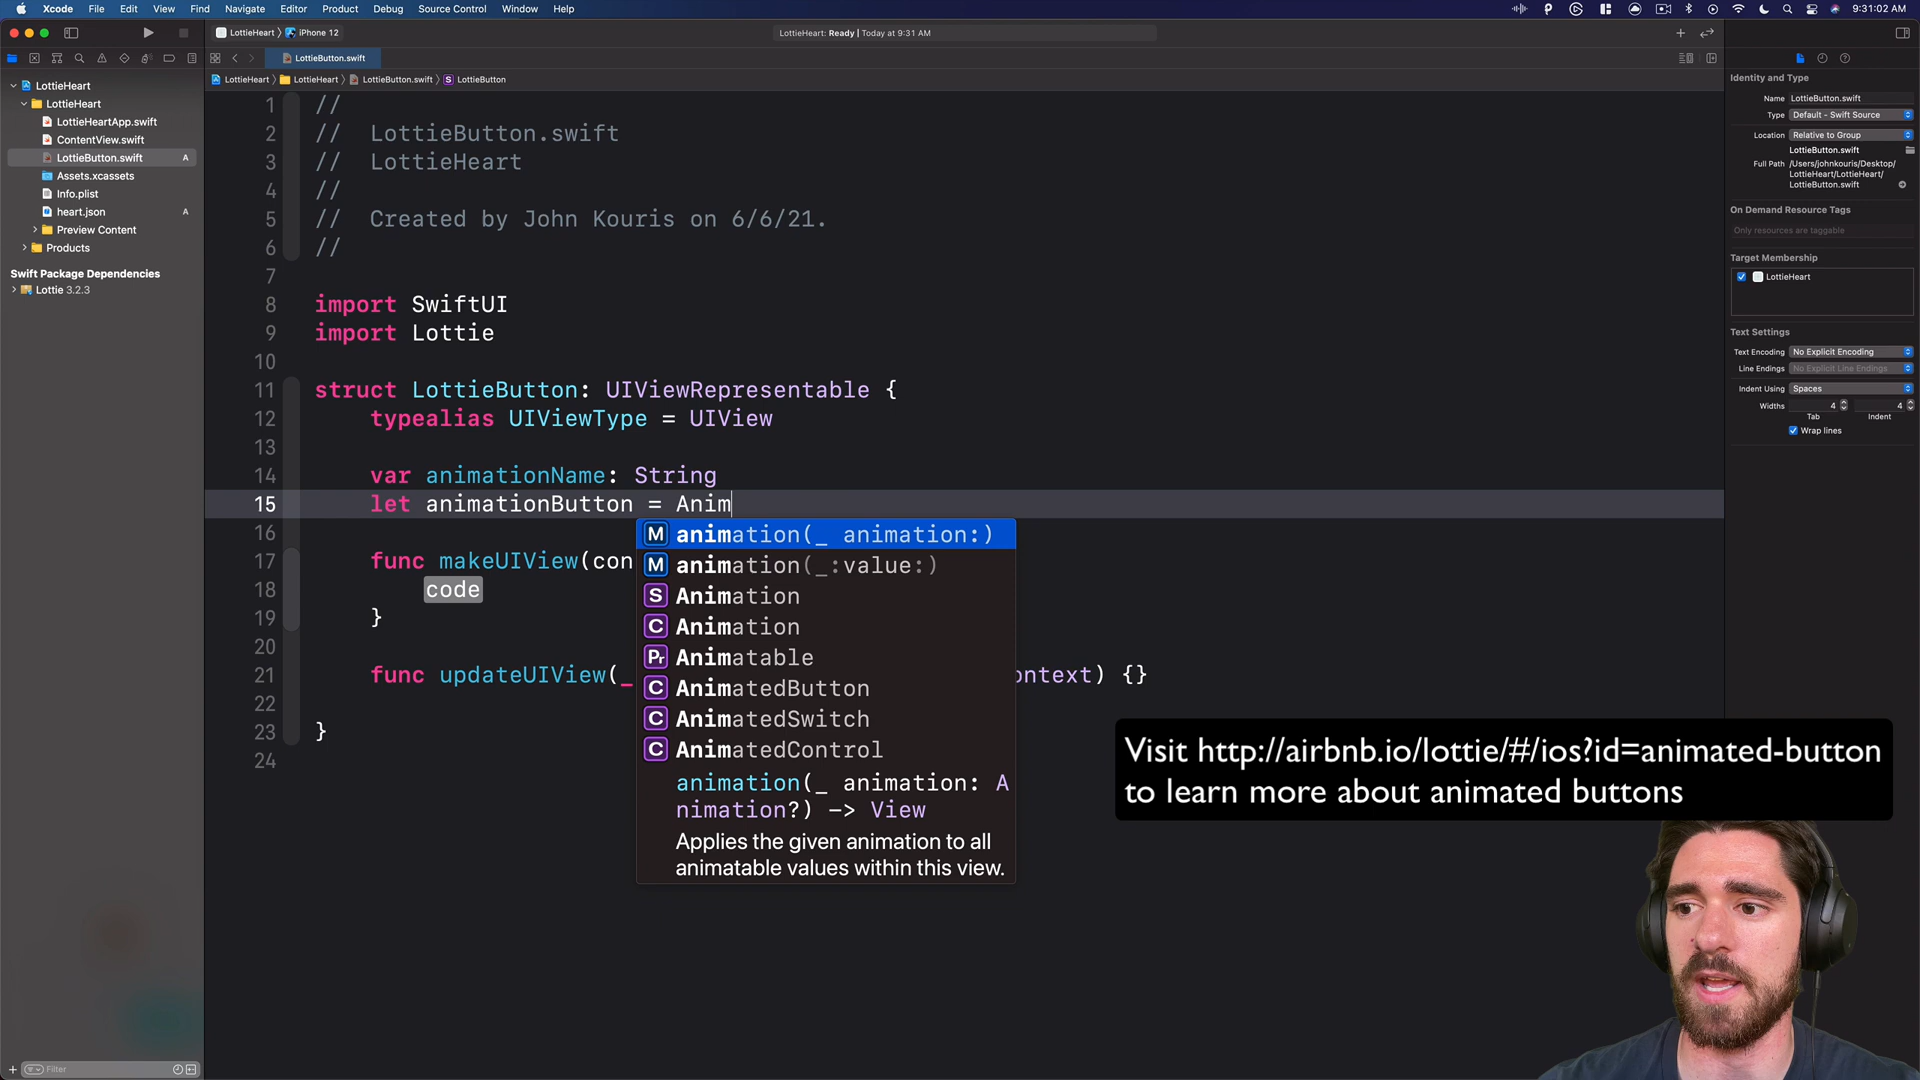 Xcode File Edit View Find Navigate Editor Product Debug Source Control Window Help 9:31:02 AM
LottieHeart iPhone 12 LottieHeart: Ready | Today at 9:31 AM
LottieButton.swift
LottieHeart LottieHeart LottieButton.swift LottieButton
LottieHeart
LottieHeart
LottieHeartApp.swift
ContentView.swift
LottieButton.swift A
Assets.xcassets
Info.plist
heart.json A
Preview Content
Products
Swift Package Dependencies
Lottie 3.2.3
Filter
1 //
2 // LottieButton.swift
3 // LottieHeart
4 //
5 // Created by John Kouris on 6/6/21.
6 //
7
8 import SwiftUI
9 import Lottie
10
11 struct LottieButton: UIViewRepresentable {
12 typealias UIViewType = UIView
13
14 var animationName: String
15 let animationButton = Anim
16
17 func makeUIView(con
18 code
19 }
20
21 func updateUIView(_ ontext) {}
22
23 }
24
M animation(_ animation:)
M animation(_:value:)
S Animation
C Animation
Pr Animatable
C AnimatedButton
C AnimatedSwitch
C AnimatedControl
animation(_ animation: A
nimation?) -> View
Applies the given animation to all
animatable values within this view.
Identity and Type
Name LottieButton.swift
Type Default - Swift Source
Location Relative to Group
LottieButton.swift
Full Path /Users/johnkouris/Desktop/
LottieHeart/LottieHeart/
LottieButton.swift
On Demand Resource Tags
Only resources are taggable
Target Membership
LottieHeart
Text Settings
Text Encoding No Explicit Encoding
Line Endings No Explicit Line Endings
Indent Using Spaces
Widths 4 4
Tab Indent
Wrap lines
Visit http://airbnb.io/lottie/#/ios?id=animated-button
to learn more about animated buttons